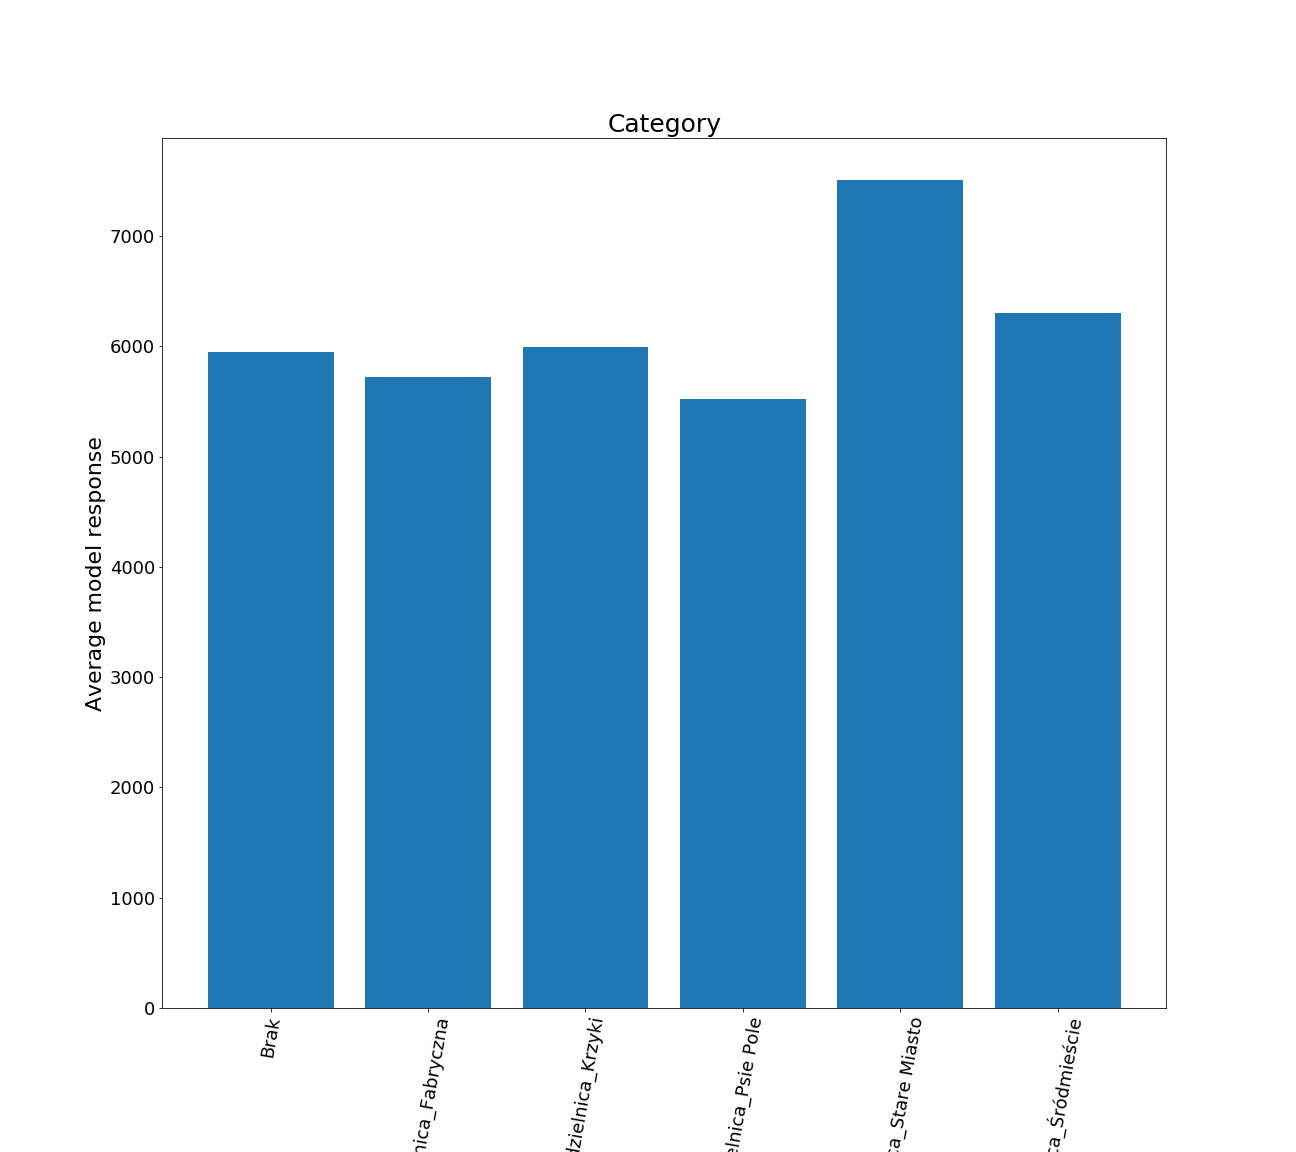 Category
Average model response
7000
6000
5000
4000
3000
2000
1000
0
Brak
nica_Fabryczna
dzielnica_Krzyki
elnica_Psie Pole
ca_Stare Miasto
ca_Śródmieście